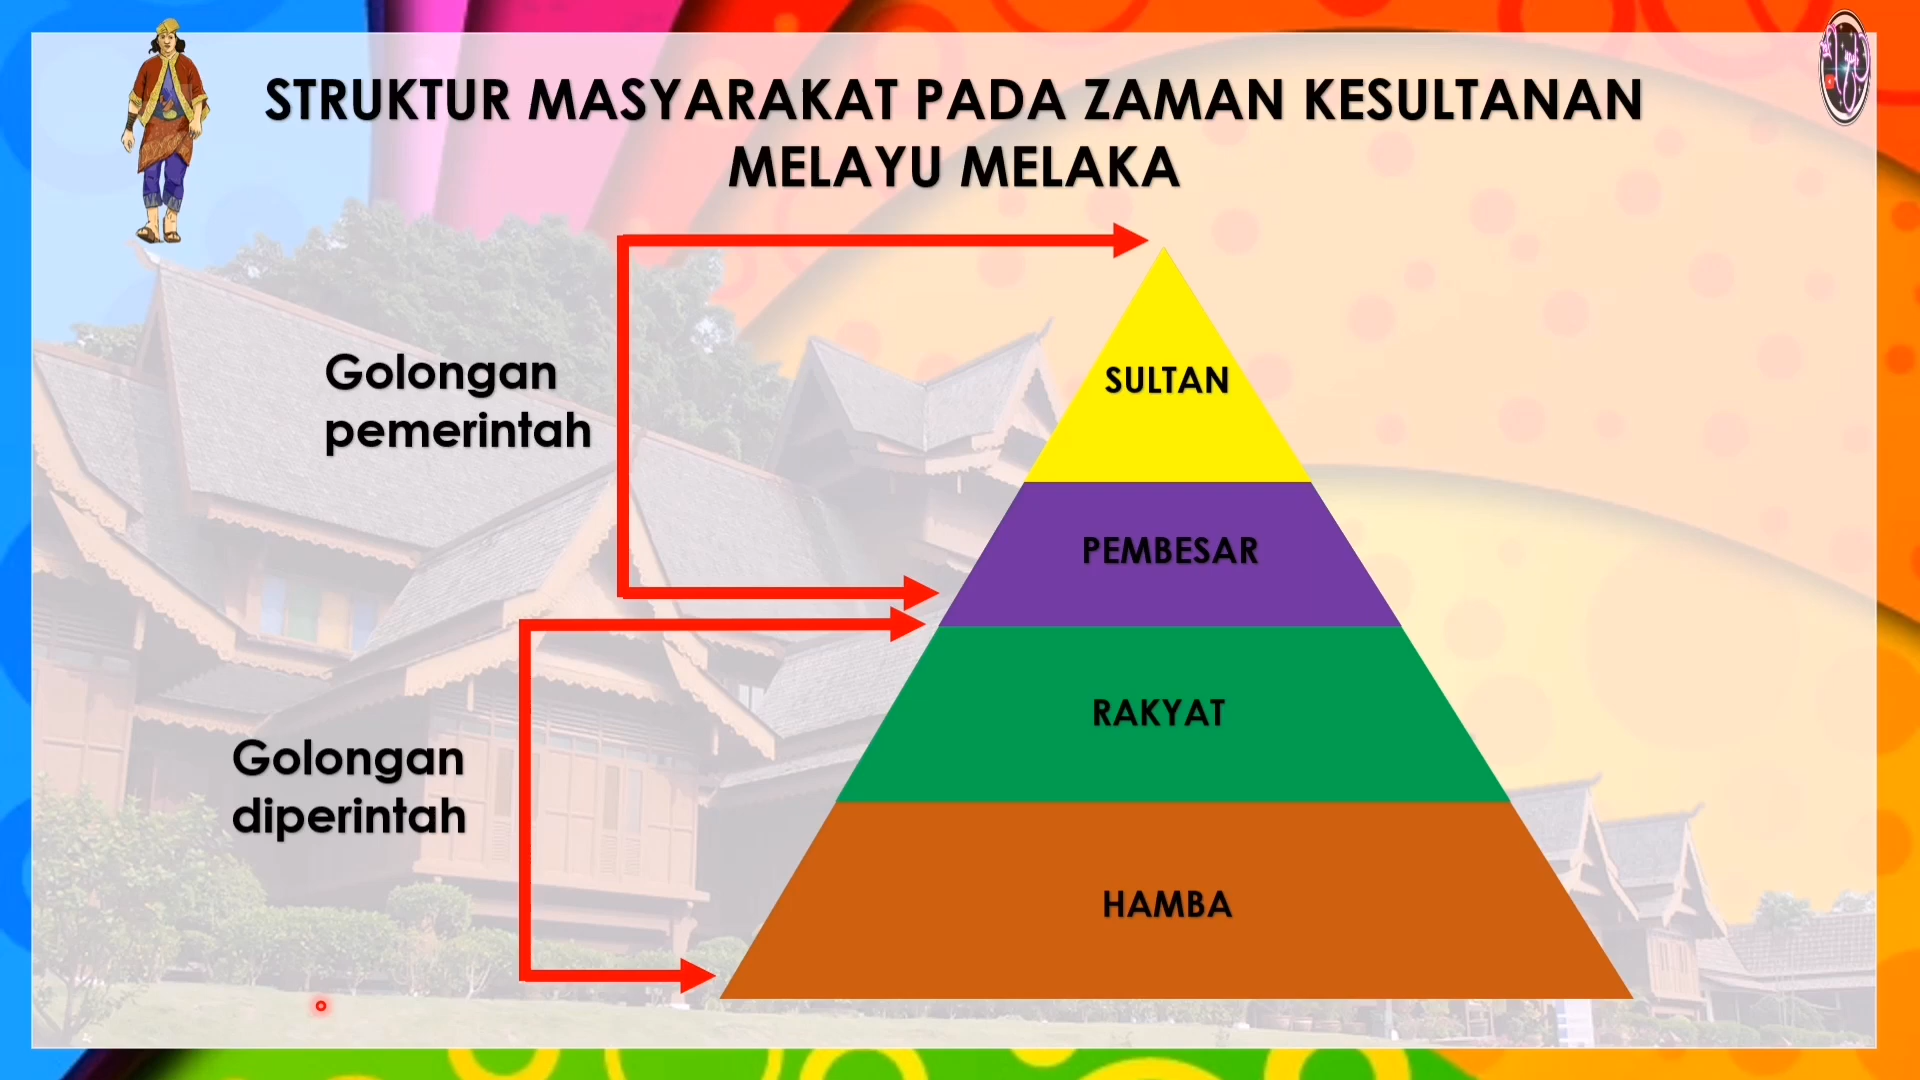 STRUKTUR MASYARAKAT PADA ZAMAN KESULTANAN
MELAYU MELAKA
Golongan
pemerintah
SULTAN
PEMBESAR
RAKYAT
Golongan
diperintah
HAMBA